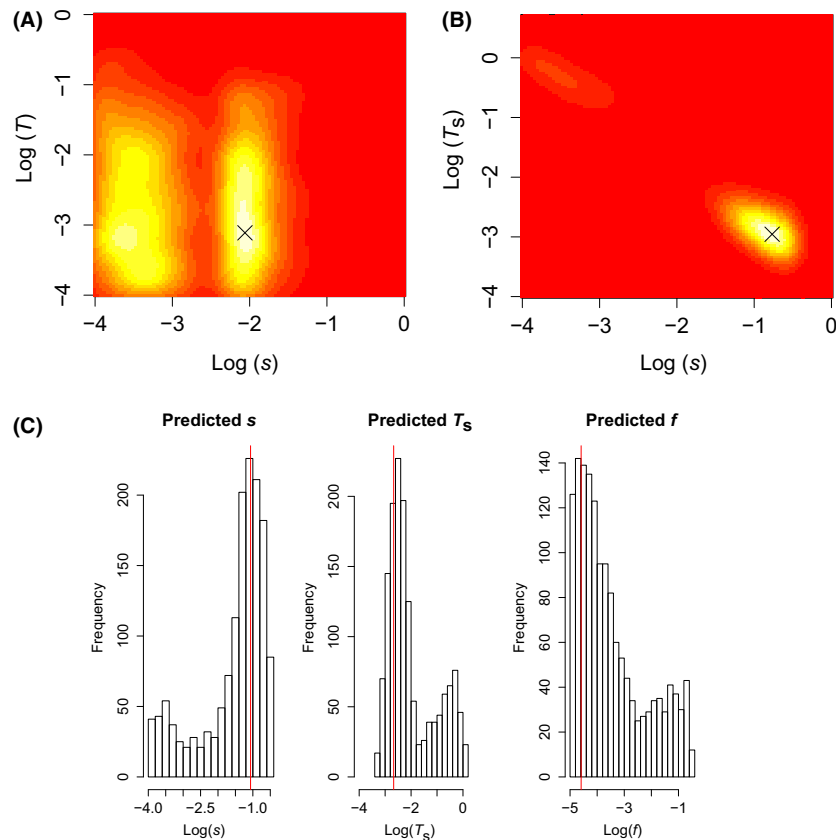 (A)
(B)
0
−1
−2
−3
−4
Log (T)
−4
−3
−2
−1
0
Log (s)
0
−1
−2
−3
−4
Log (Ts)
−4
−3
−2
−1
0
Log (s)
(C)
Predicted s
Predicted Ts
Predicted f
200
150
100
50
0
Frequency
−4.0
−2.5
−1.0
Log(s)
200
150
100
50
0
Frequency
−4
−2
0
Log(Ts)
140
120
100
80
60
40
20
0
Frequency
−5
−3
−1
Log(f)